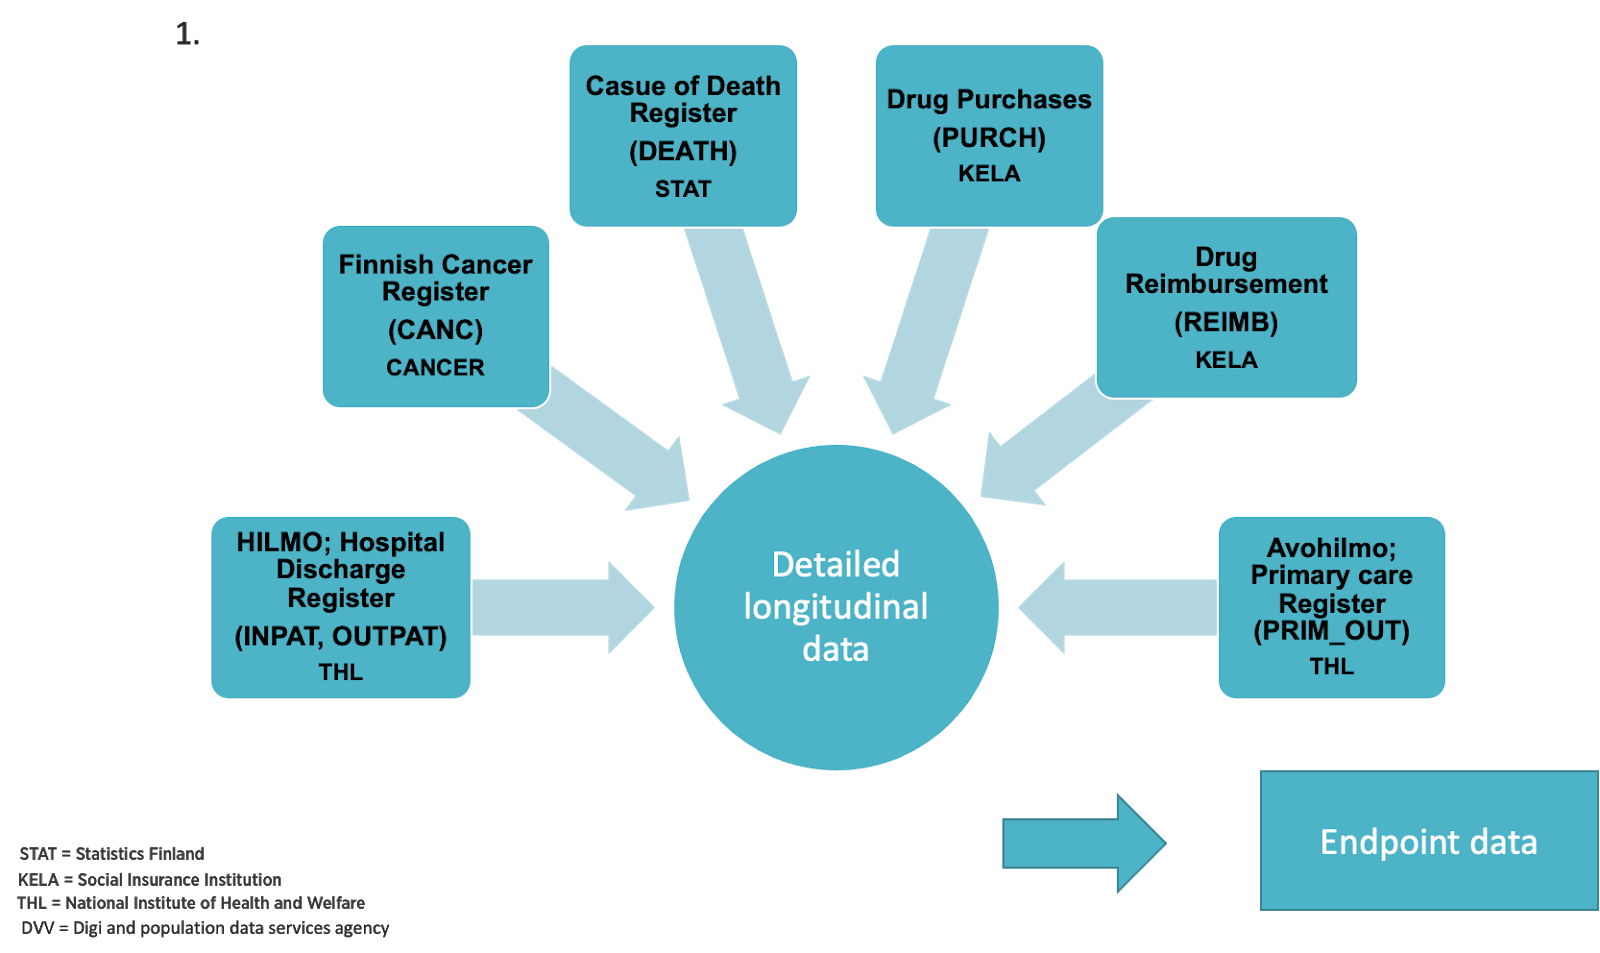 1.
Casue of Death
Register
(DEATH)
STAT
Drug Purchases
(PURCH)
KELA
Finnish Cancer
Register
(CANC)
CANCER
Drug
Reimbursement
(REIMB)
KELA
HILMO; Hospital
Discharge
Register
(INPAT, OUTPAT)
THL
Detailed
longitudinal
data
Avohilmo;
Primary care
Register
(PRIM_OUT)
THL
Endpoint data
STAT = Statistics Finland
KELA = Social Insurance Institution
THL = National Institute of Health and Welfare
DVV = Digi and population data services agency